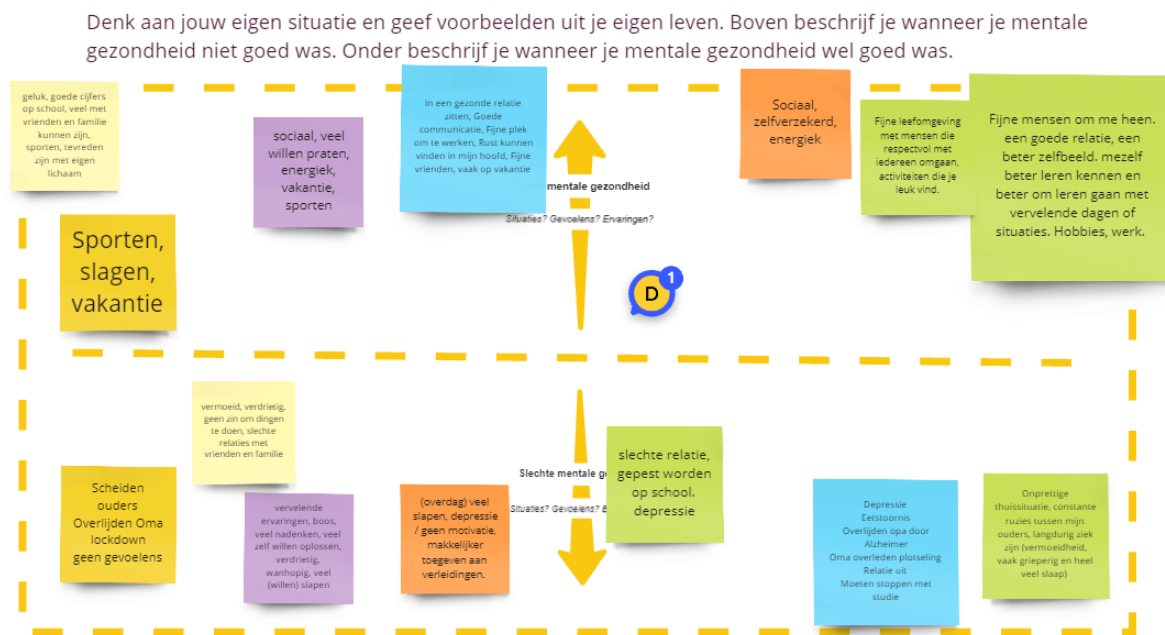 Denk aan jouw eigen situatie en geef voorbeelden uit je eigen leven. Boven beschrijf je wanneer je mentale
gezondheid niet goed was. Onder beschrijf je wanneer je mentale gezondheid wel goed was.
geluk, goede cijfers
op school, veel met
vrienden en familie
kunnen zijn,
sporten, tevreden
zijn met eigen
lichaam
sociaal, veel
willen praten,
energiek,
vakantie,
sporten
In een gezonde relatie
zitten, Goede
communicatie, Fijne plek
om te werken, Rust kunnen
vinden in mijn hoofd, Fijne
vrienden, vaak op vakantie
mentale gezondheid
Situaties? Gevoelens? Ervaringen?
Sociaal,
zelfverzekerd,
energiek
Fijne leefomgeving
met mensen die
respectvol met
iedereen omgaan,
activiteiten die je
leuk vind.
Fijne mensen om me heen.
een goede relatie, een
beter zelfbeeld. mezelf
beter leren kennen en
beter om leren gaan met
vervelende dagen of
situaties. Hobbies, werk.
Sporten,
slagen,
vakantie
D
1
vermoeid, verdrietig,
geen zin om dingen
te doen, slechte
relaties met
vrienden en familie
Scheiden
ouders
Overlijden Oma
lockdown
geen gevoelens
vervelende
ervaringen, boos,
veel nadenken, veel
zelf willen oplossen,
verdrietig,
wanhopig, veel
(willen) slapen
(overdag) veel
slapen, depressie
/ geen motivatie,
makkelijker
toegeven aan
verleidingen.
Slechte mentale ge
Situaties? Gevoelens? E
slechte relatie,
gepest worden
op school.
depressie
Depressie
Eetstoornis
Overlijden opa door
Alzheimer
Oma overleden plotseling
Relatie uit
Moeten stoppen met
studie
Onprettige
thuissituatie, constante
ruzies tussen mijn
ouders, langdurig ziek
zijn (vermoeidheid,
vaak grieperig en heel
veel slaap)